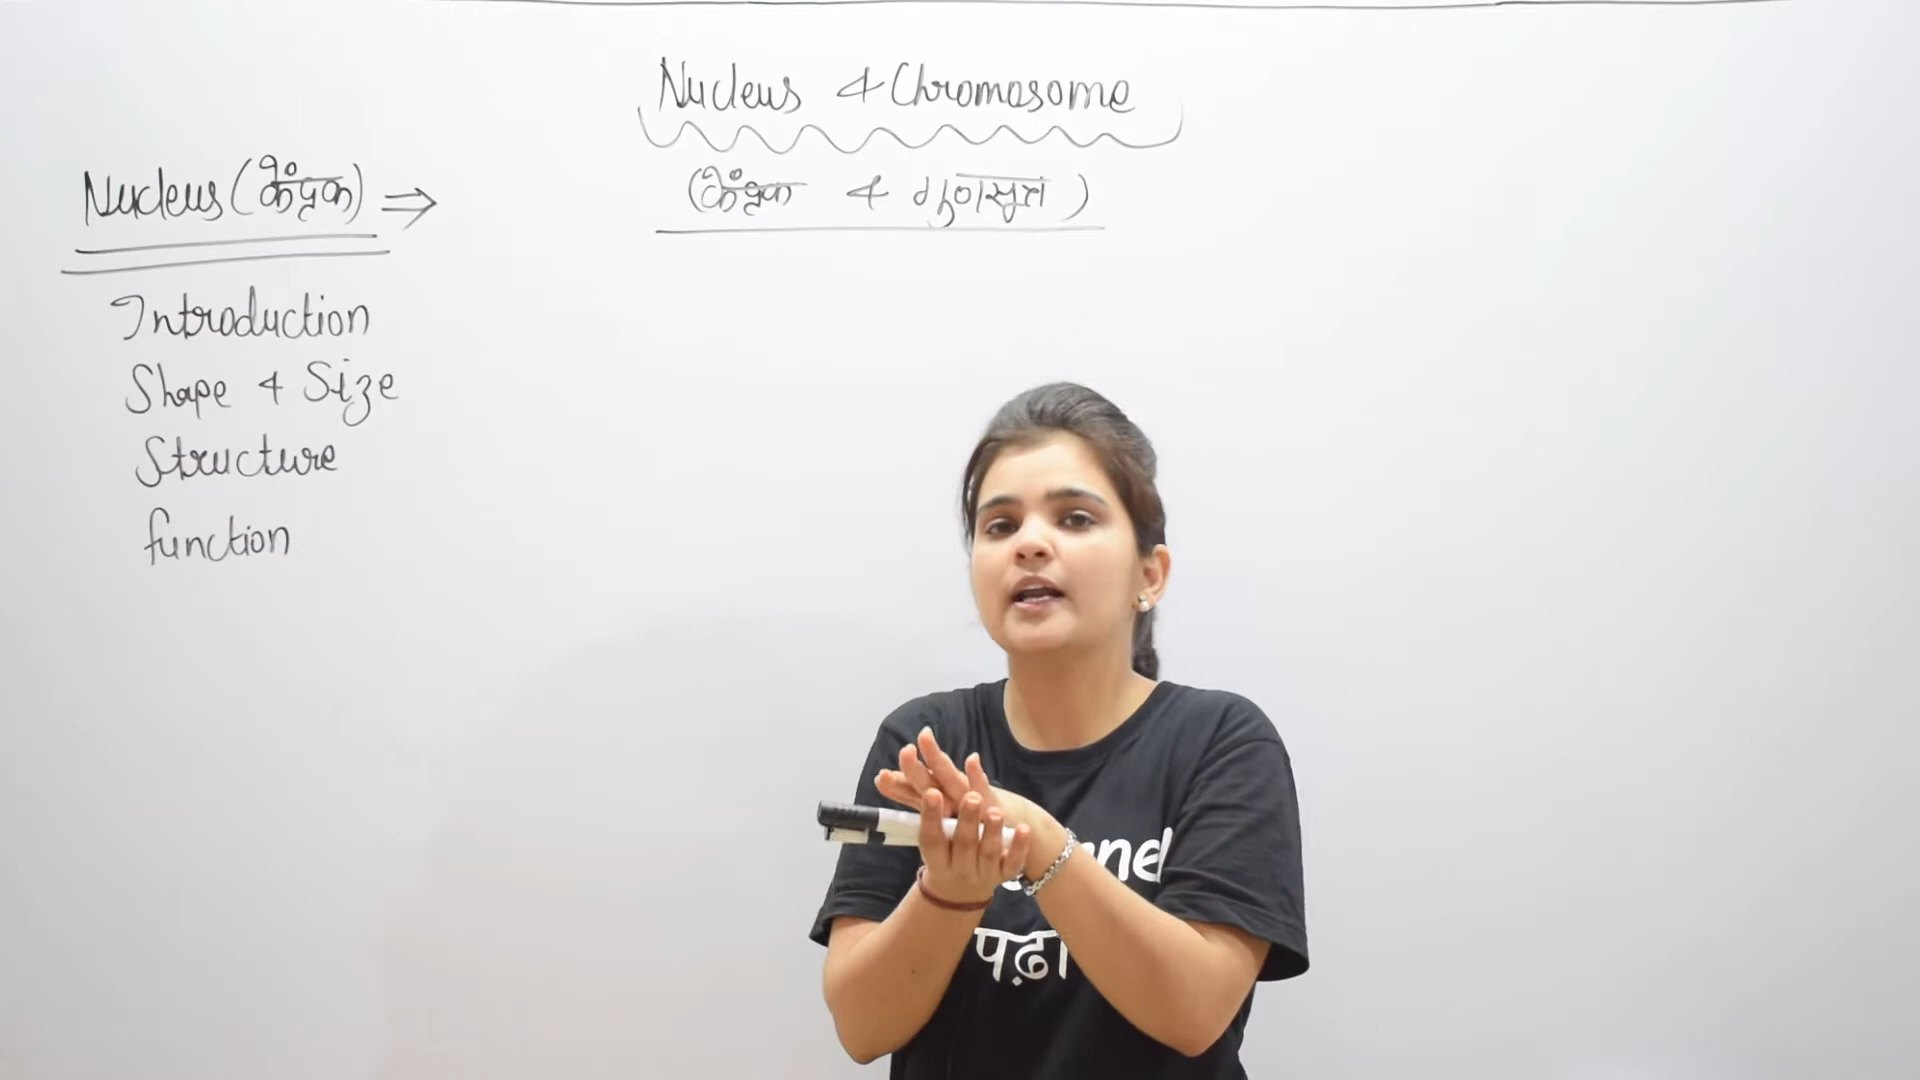 Nucleus & Chromosome
(केंद्रक & गुणसूत्र)
Nucleus (केंद्रक) ⇒
Introduction
Shape & Size
Structure
function
पढ़ा